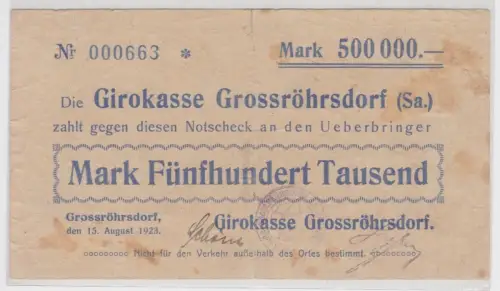 № 000663 * Mark 500 000.—
Die Girokasse Grossröhrsdorf (Sa.)
zahlt gegen diesen Notscheck an den Ueberbringer
Mark Fünfhundert Tausend
Grossröhrsdorf,
den 15. August 1923.
Girokasse Grossröhrsdorf.
Nicht für den Verkehr außerhalb des Ortes bestimmt.